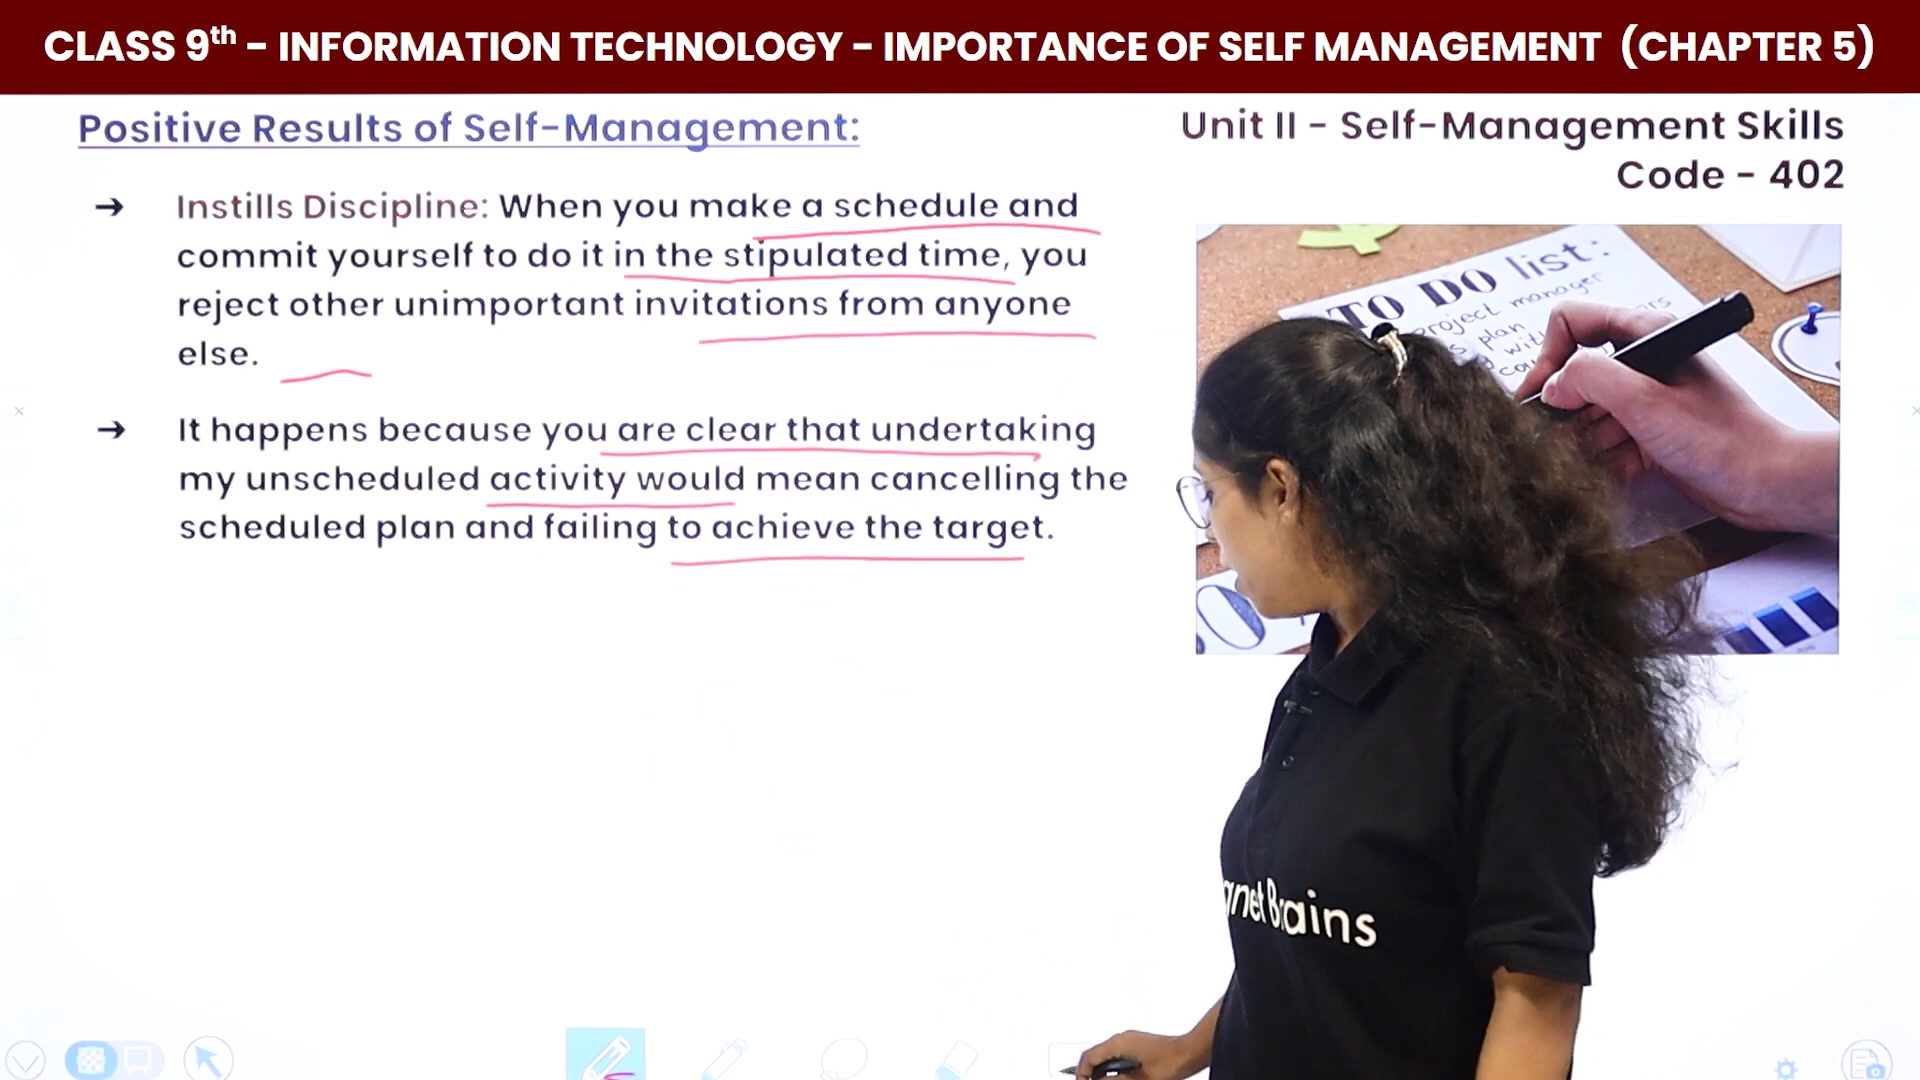 CLASS 9th – INFORMATION TECHNOLOGY – IMPORTANCE OF SELF MANAGEMENT (CHAPTER 5)
Positive Results of Self-Management:
Unit II – Self-Management Skills
Code – 402
→ Instills Discipline: When you make a schedule and
commit yourself to do it in the stipulated time, you
reject other unimportant invitations from anyone
else.
→ It happens because you are clear that undertaking
my unscheduled activity would mean cancelling the
scheduled plan and failing to achieve the target.
TO DO list:
project manager
plan
Brains